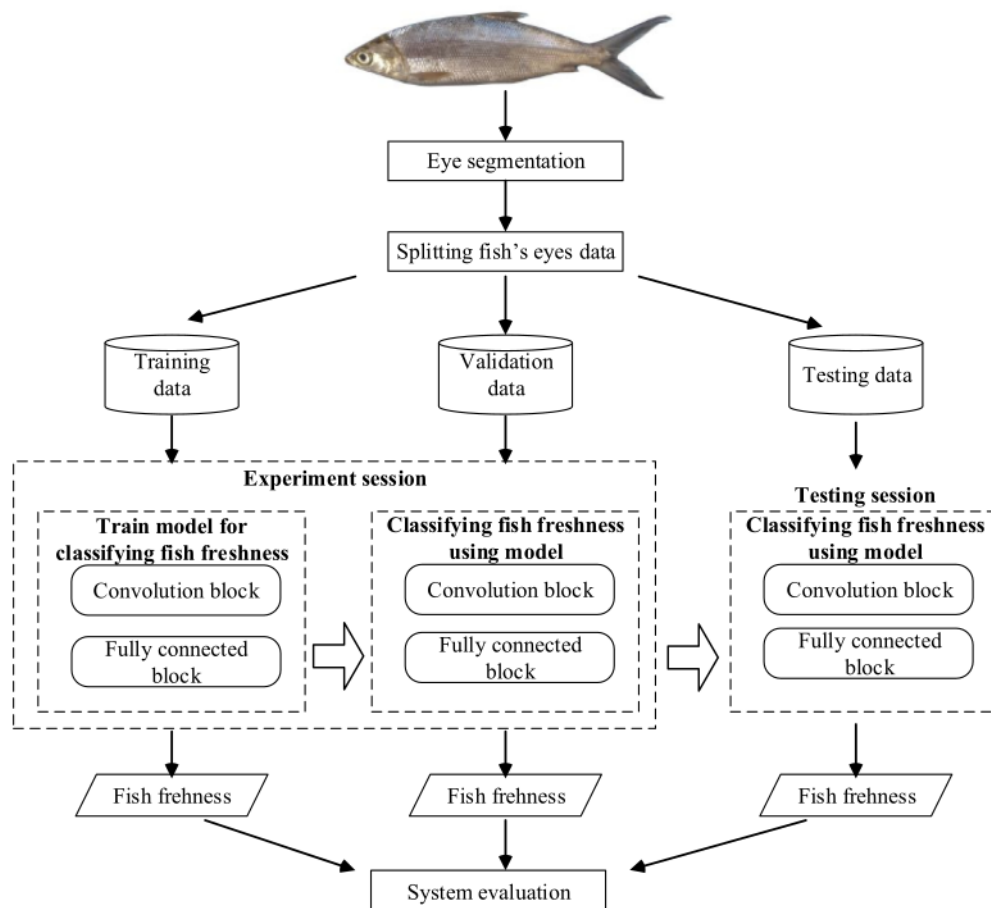 Eye segmentation
Splitting fish's eyes data
Training
data
Validation
data
Testing data
Experiment session
Train model for
classifying fish freshness
Convolution block
Fully connected
block
Classifying fish freshness
using model
Convolution block
Fully connected
block
Testing session
Classifying fish freshness
using model
Convolution block
Fully connected
block
Fish frehness
Fish frehness
Fish frehness
System evaluation